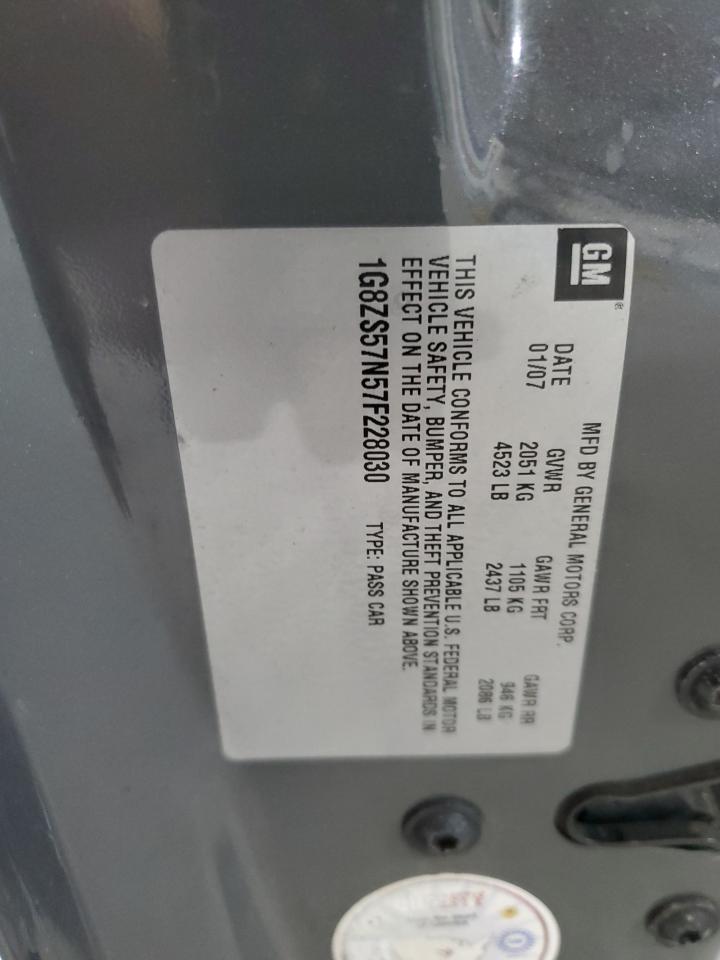 GM
MFD BY GENERAL MOTORS CORP.
DATE GVWR GAWR FRT GAWR RR
01/07 2051 KG 1105 KG 946 KG
4523 LB 2437 LB 2086 LB
THIS VEHICLE CONFORMS TO ALL APPLICABLE U.S. FEDERAL MOTOR
VEHICLE SAFETY, BUMPER, AND THEFT PREVENTION STANDARDS IN
EFFECT ON THE DATE OF MANUFACTURE SHOWN ABOVE.
1G8ZS57N57F228030 TYPE: PASS CAR